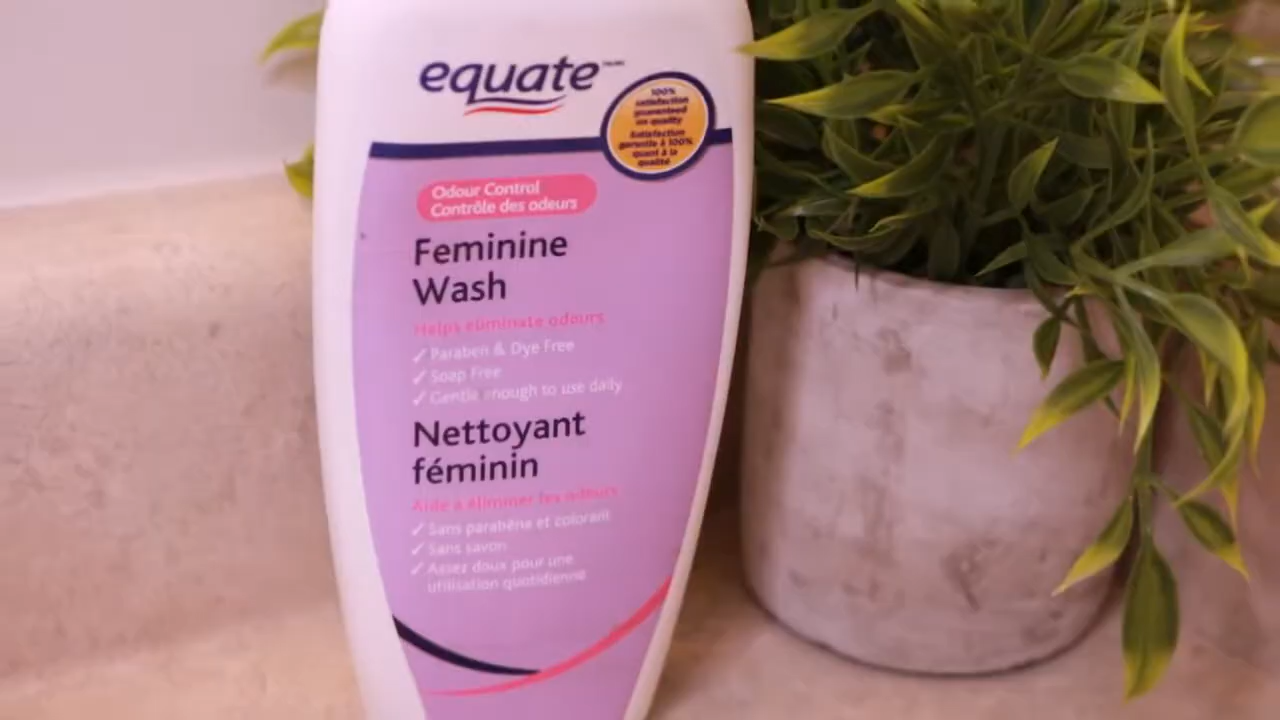 equate
100%
satisfaction
guaranteed
on quality
Satisfaction
garantie à 100%
quant à la
qualité
Odour Control
Contrôle des odeurs
Feminine
Wash
Helps eliminate odours
✓ Paraben & Dye Free
✓ Soap Free
✓ Gentle enough to use daily
Nettoyant
féminin
Aide à éliminer les odeurs
✓ Sans parabène et colorant
✓ Sans savon
✓ Assez doux pour une
utilisation quotidienne